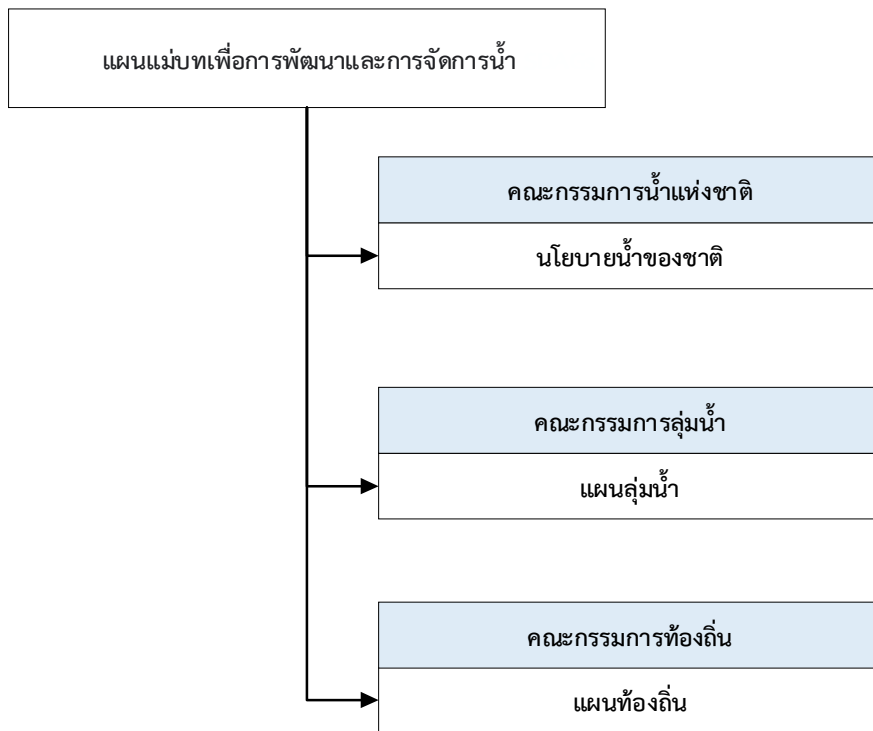 แผนแม่บทเพื่อการพัฒนาและการจัดการน้ำ
คณะกรรมการน้ำแห่งชาติ
นโยบายน้ำของชาติ
คณะกรรมการลุ่มน้ำ
แผนลุ่มน้ำ
คณะกรรมการท้องถิ่น
แผนท้องถิ่น